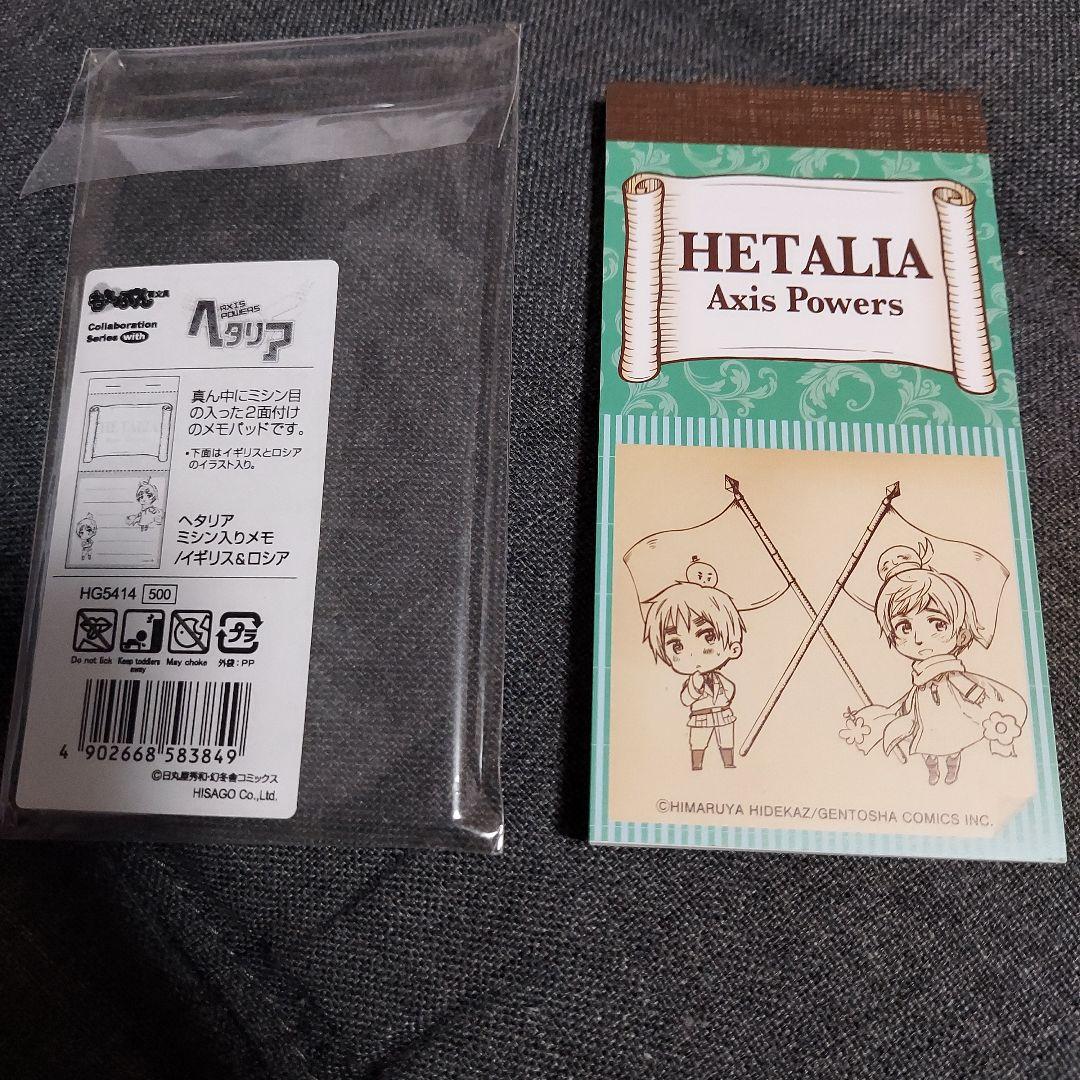 Collaboration
Series with
AXIS
POWERS
ヘタリア
真ん中にミシン目
の入った2面付け
のメモパッドです。
・下面はイギリスとロシア
のイラスト入り。
HETALIA
ヘタリア
ミシン入りメモ
/イギリス&ロシア
HG5414 500
Do not lick Keep toddlers away May choke プラ 外袋:PP
4 902668 583849
©日丸屋秀和・幻冬舎コミックス
HISAGO Co.,Ltd.
HETALIA
Axis Powers
©HIMARUYA HIDEKAZ/GENTOSHA COMICS INC.